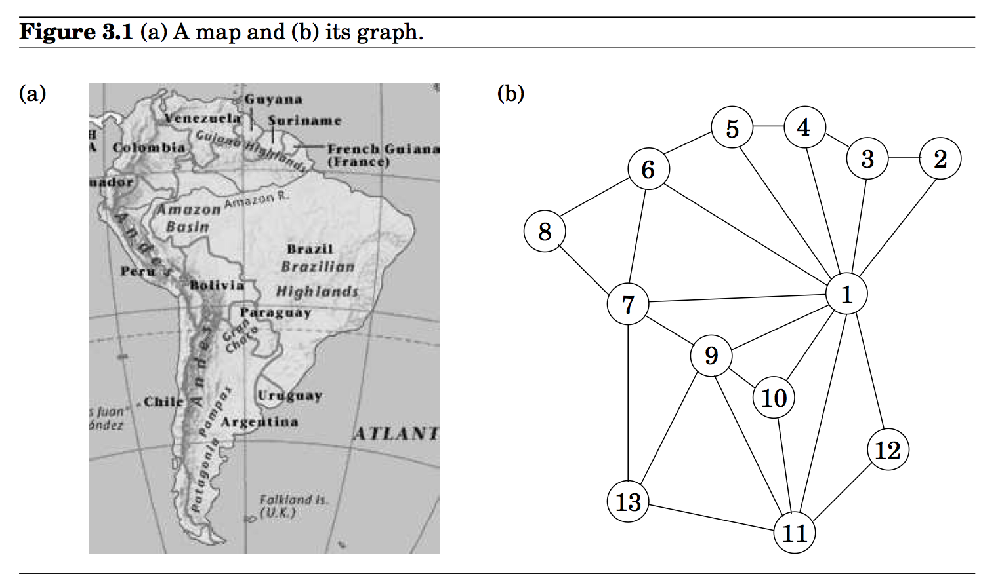 Figure 3.1 (a) A map and (b) its graph.
(a)
(b)
Guyana
Venezuela
Suriname
H
A
Colombia
Guiana Highlands
French Guiana
(France)
uador
Amazon R.
Amazon
Basin
Andes
Brazil
Brazilian
Highlands
Peru
Bolivia
Paraguay
Gran
Chaco
Andes
Chile
s Juan
ández
Pampas
Uruguay
Argentina
ATLANT
Patagonia
Falkland Is.
(U.K.)
5
4
3
2
6
8
7
1
9
10
12
13
11